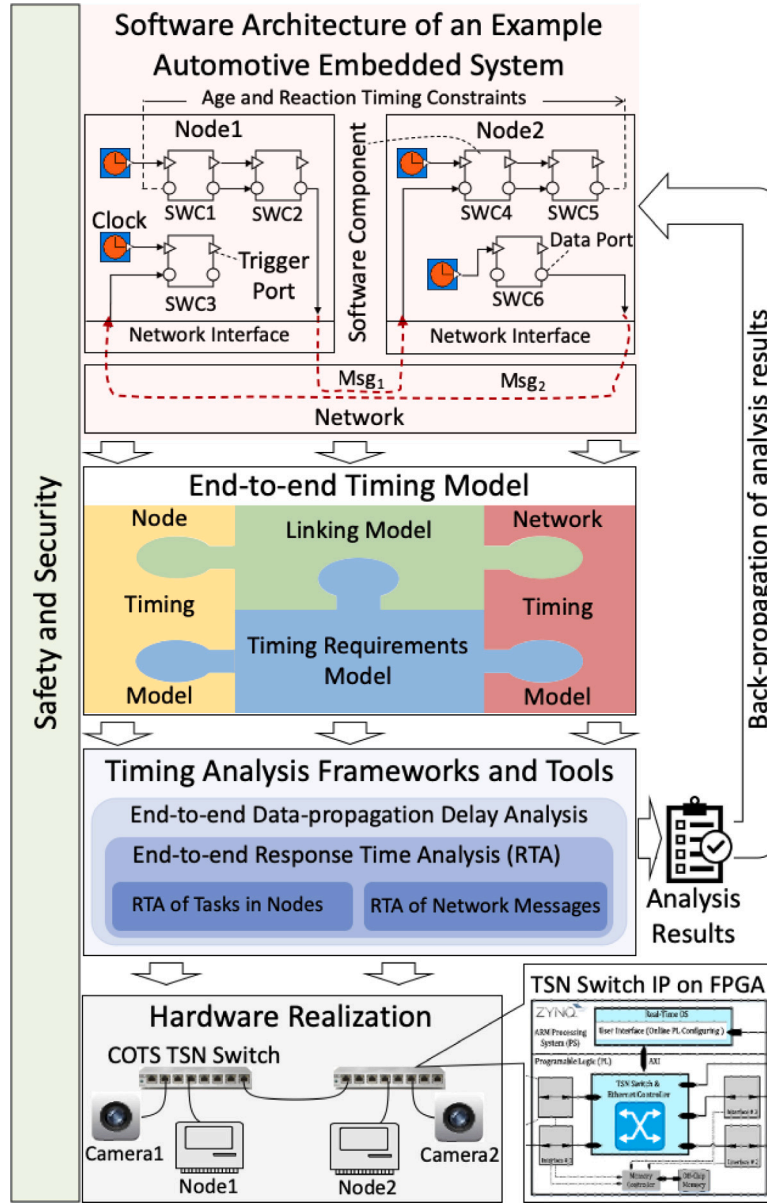 Software Architecture of an Example
Automotive Embedded System
Age and Reaction Timing Constraints
Node1
Node2
Software Component
SWC1
SWC2
SWC4
SWC5
Clock
Trigger
Port
Data Port
SWC3
SWC6
Network Interface
Network Interface
Msg1
Msg2
Network
Safety and Security
Back-propagation of analysis results
End-to-end Timing Model
Node
Timing
Model
Linking Model
Timing Requirements
Model
Network
Timing
Model
Timing Analysis Frameworks and Tools
End-to-end Data-propagation Delay Analysis
End-to-end Response Time Analysis (RTA)
RTA of Tasks in Nodes
RTA of Network Messages
Analysis
Results
Hardware Realization
COTS TSN Switch
Camera1
Node1
Node2
Camera2
TSN Switch IP on FPGA
ZYNQ
ARM Processing
System (PS)
Real-Time OS
User Interface (Online PL Configuring )
Programable Logic (PL)
AXI
TSN Switch &
Ethernet Controller
Interface #3
Interface #2
Memory
Controller
Off-Chip
Memory